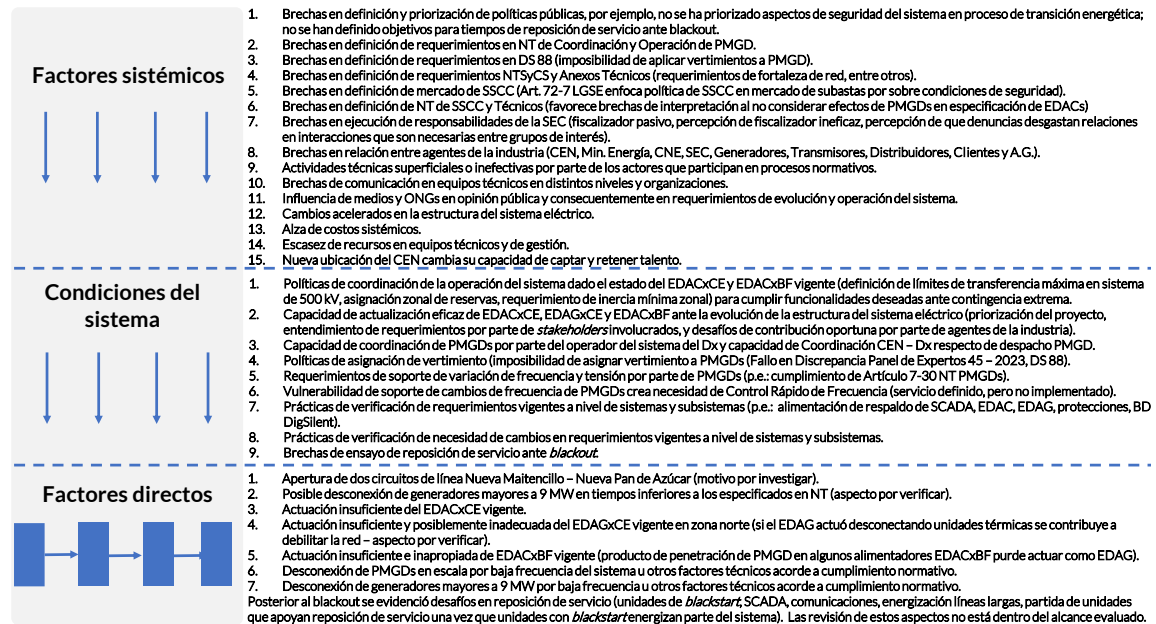 Factores sistémicos
1. Brechas en definición y priorización de políticas públicas, por ejemplo, no se ha priorizado aspectos de seguridad del sistema en proceso de transición energética;
no se han definido objetivos para tiempos de reposición de servicio ante blackout.
2. Brechas en definición de requerimientos en NT de Coordinación y Operación de PMGD.
3. Brechas en definición de requerimientos en DS 88 (imposibilidad de aplicar vertimientos a PMGD).
4. Brechas en definición de requerimientos NTSyCS y Anexos Técnicos (requerimientos de fortaleza de red, entre otros).
5. Brechas en definición de mercado de SSCC (Art. 72-7 LGSE enfoca política de SSCC en mercado de subastas por sobre condiciones de seguridad).
6. Brechas en definición de NT de SSCC y Técnicos (favorece brechas de interpretación al no considerar efectos de PMGDs en especificación de EDACs)
7. Brechas en ejecución de responsabilidades de la SEC (fiscalizador pasivo, percepción de fiscalizador ineficaz, percepción de que denuncias desgastan relaciones
en interacciones que son necesarias entre grupos de interés).
8. Brechas en relación entre agentes de la industria (CEN, Min. Energía, CNE, SEC, Generadores, Transmisores, Distribuidores, Clientes y A.G.).
9. Actividades técnicas superficiales o inefectivas por parte de los actores que participan en procesos normativos.
10. Brechas de comunicación en equipos técnicos en distintos niveles y organizaciones.
11. Influencia de medios y ONGs en opinión pública y consecuentemente en requerimientos de evolución y operación del sistema.
12. Cambios acelerados en la estructura del sistema eléctrico.
13. Alza de costos sistémicos.
14. Escasez de recursos en equipos técnicos y de gestión.
15. Nueva ubicación del CEN cambia su capacidad de captar y retener talento.
Condiciones del
sistema
1. Políticas de coordinación de la operación del sistema dado el estado del EDACxCE y EDACxBF vigente (definición de límites de transferencia máxima en sistema
de 500 kV, asignación zonal de reservas, requerimiento de inercia mínima zonal) para cumplir funcionalidades deseadas ante contingencia extrema.
2. Capacidad de actualización eficaz de EDACxCE, EDAGxCE y EDACxBF ante la evolución de la estructura del sistema eléctrico (priorización del proyecto,
entendimiento de requerimientos por parte de stakeholders involucrados, y desafíos de contribución oportuna por parte de agentes de la industria).
3. Capacidad de coordinación de PMGDs por parte del operador del sistema del Dx y capacidad de Coordinación CEN – Dx respecto de despacho PMGD.
4. Políticas de asignación de vertimiento (imposibilidad de asignar vertimiento a PMGDs (Fallo en Discrepancia Panel de Expertos 45 – 2023, DS 88).
5. Requerimientos de soporte de variación de frecuencia y tensión por parte de PMGDs (p.e.: cumplimiento de Artículo 7-30 NT PMGDs).
6. Vulnerabilidad de soporte de cambios de frecuencia de PMGDs crea necesidad de Control Rápido de Frecuencia (servicio definido, pero no implementado).
7. Prácticas de verificación de requerimientos vigentes a nivel de sistemas y subsistemas (p.e.: alimentación de respaldo de SCADA, EDAC, EDAG, protecciones, BD
DigSilent).
8. Prácticas de verificación de necesidad de cambios en requerimientos vigentes a nivel de sistemas y subsistemas.
9. Brechas de ensayo de reposición de servicio ante blackout.
Factores directos
1. Apertura de dos circuitos de línea Nueva Maitencillo – Nueva Pan de Azúcar (motivo por investigar).
2. Posible desconexión de generadores mayores a 9 MW en tiempos inferiores a los especificados en NT (aspecto por verificar).
3. Actuación insuficiente del EDACxCE vigente.
4. Actuación insuficiente y posiblemente inadecuada del EDAGxCE vigente en zona norte (si el EDAG actuó desconectando unidades térmicas se contribuye a
debilitar la red – aspecto por verificar).
5. Actuación insuficiente e inapropiada de EDACxBF vigente (producto de penetración de PMGD en algunos alimentadores EDACxBF purde actuar como EDAG).
6. Desconexión de PMGDs en escala por baja frecuencia del sistema u otros factores técnicos acorde a cumplimiento normativo.
7. Desconexión de generadores mayores a 9 MW por baja frecuencia u otros factores técnicos acorde a cumplimiento normativo.
Posterior al blackout se evidenció desafíos en reposición de servicio (unidades de blackstart, SCADA, comunicaciones, energización líneas largas, partida de unidades
que apoyan reposición de servicio una vez que unidades con blackstart energizan parte del sistema). Las revisión de estos aspectos no está dentro del alcance evaluado.